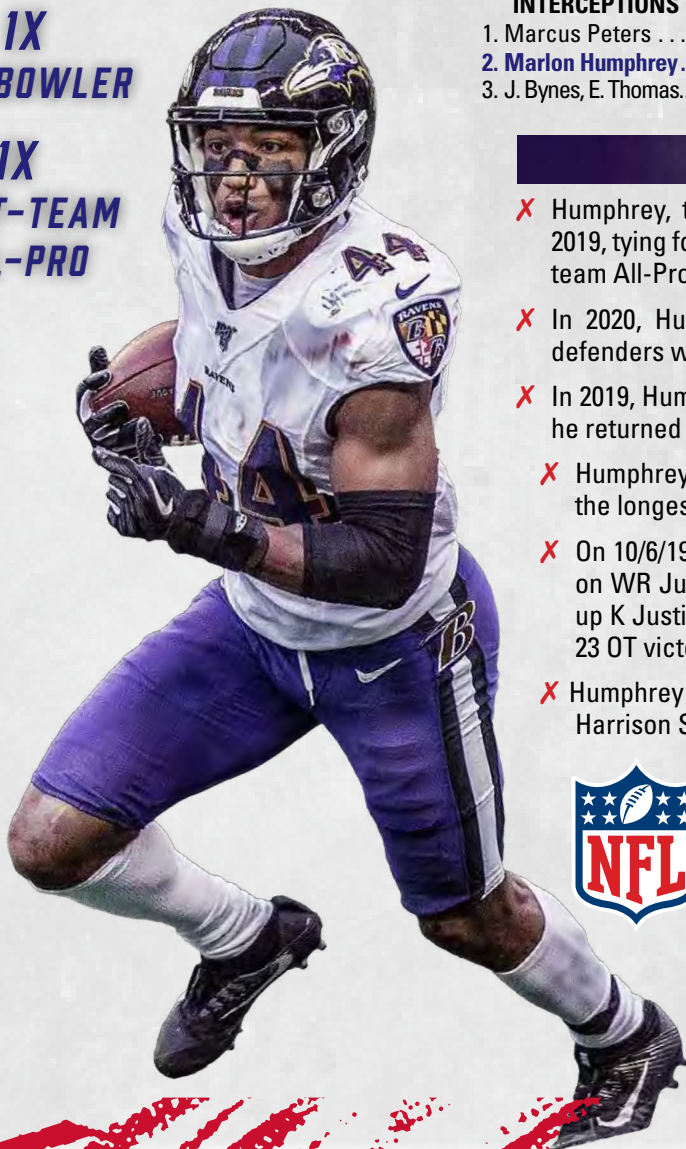 1X
BOWLER
1X
T-TEAM
L-PRO
INTERCEPTIONS
1. Marcus Peters . . .
2. Marlon Humphrey.
3. J. Bynes, E. Thomas..
Humphrey, t
2019, tying fo
team All-Pro
In 2020, Hu
defenders w
In 2019, Hum
he returned
Humphrey
the longes
On 10/6/19
on WR Ju
up K Justi
23 OT victo
Humphrey
Harrison S
44
RAVENS
B R
RAVENS
44
B
NFL